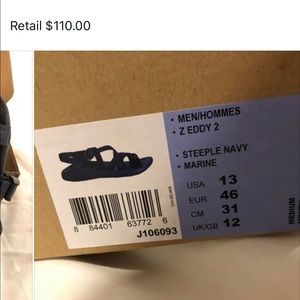 Retail $110.00
• MEN/HOMMES
• Z EDDY 2
• STEEPLE NAVY
• MARINE
USA 13
EUR 46
CM 31
UK/GB 12
MEDIUM
8 84401 63772 6
J106093